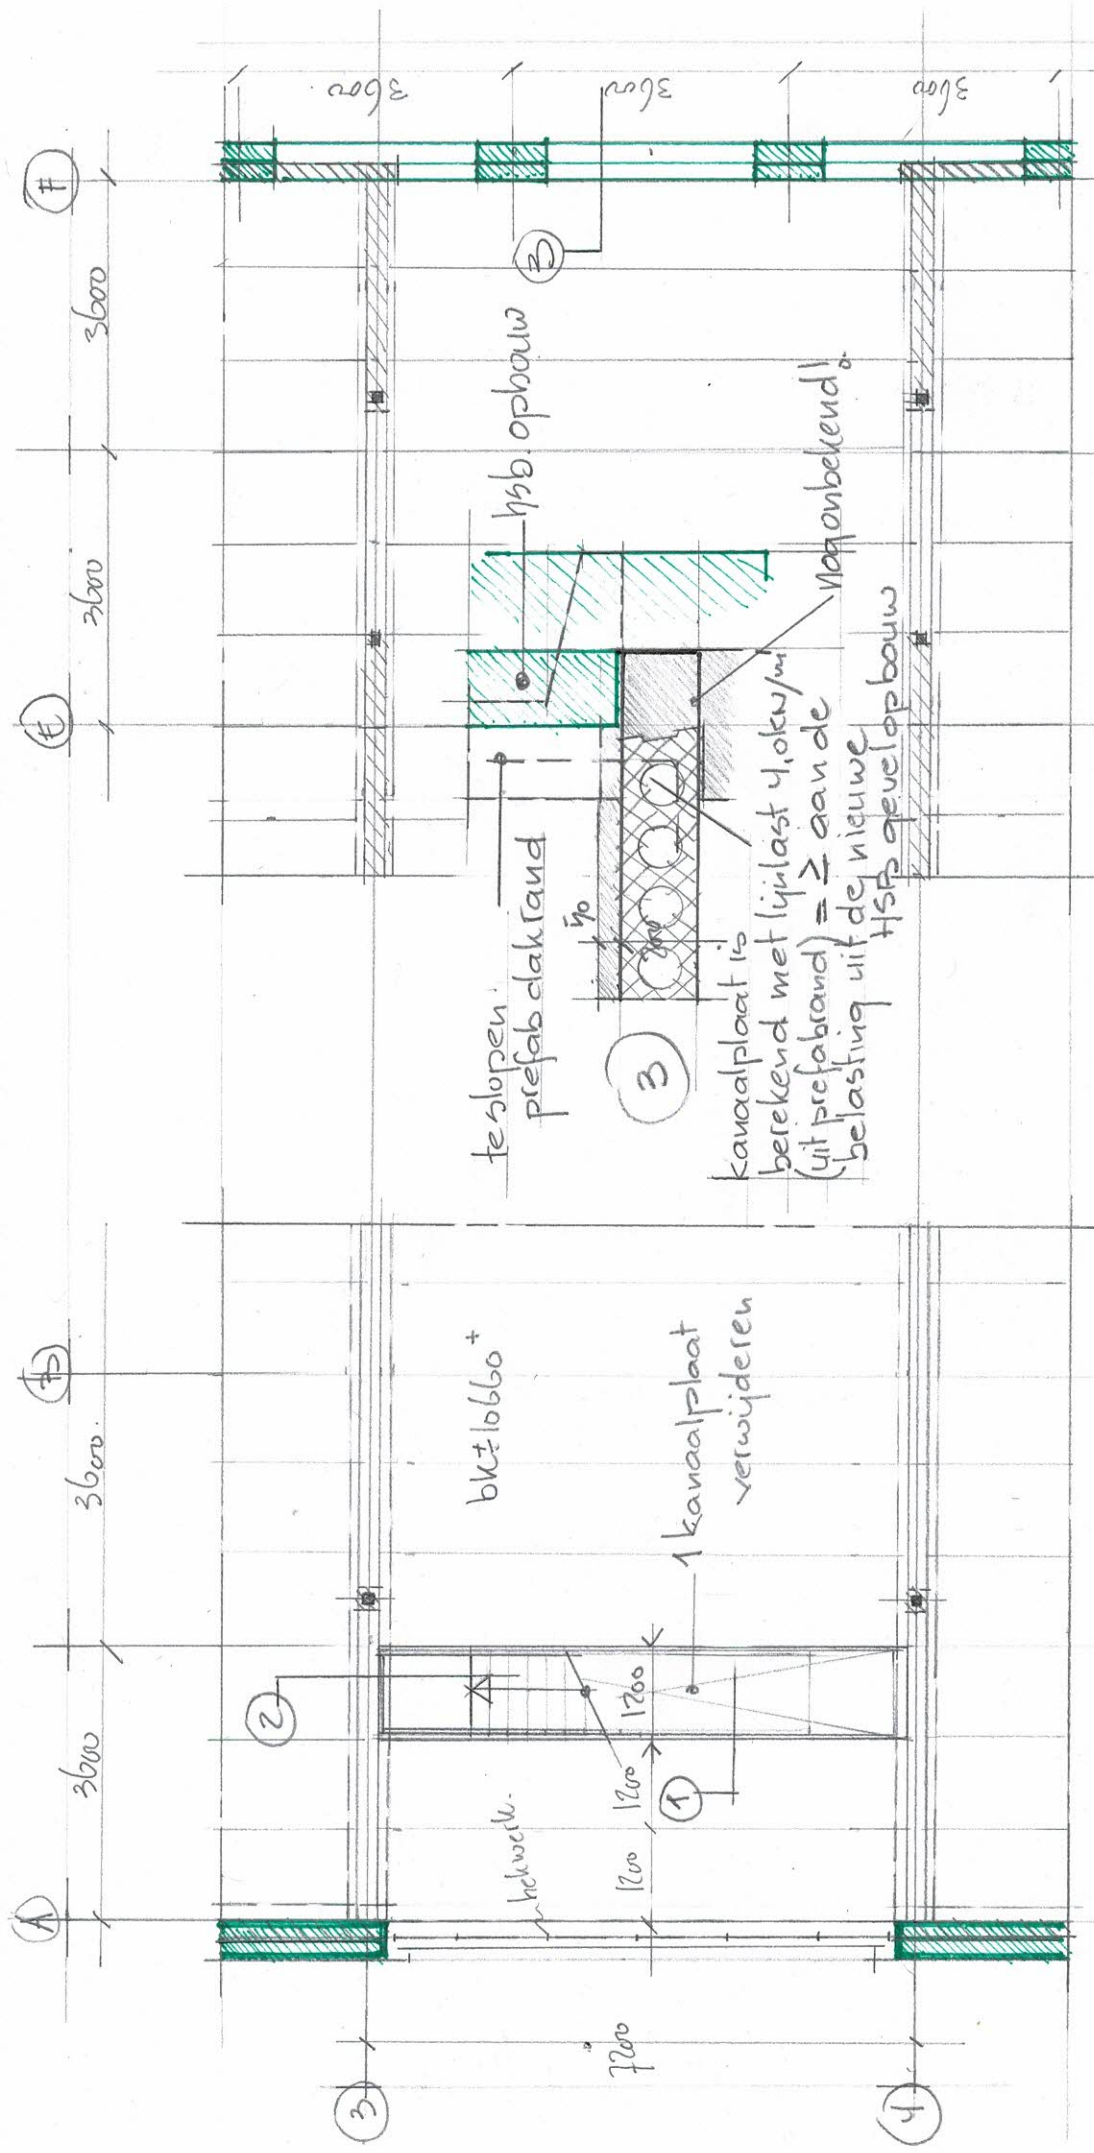 A
3600
3600.
B
E
3600
3600
F
3
4
7200
2
1
3
hekwerk.
1200
1200
1200
bk±10660+
1 kanaalplaat
verwijderen
te slopen
prefab dakrand
hsb. opbouw
50
200
3
nog onbekend!
kanaalplaat is
berekend met lijnlast 4,0kN/m
(uit prefabrand) = ≥ aan de
belasting uit de nieuwe
HSB gevelopbouw
3600
3600
3600